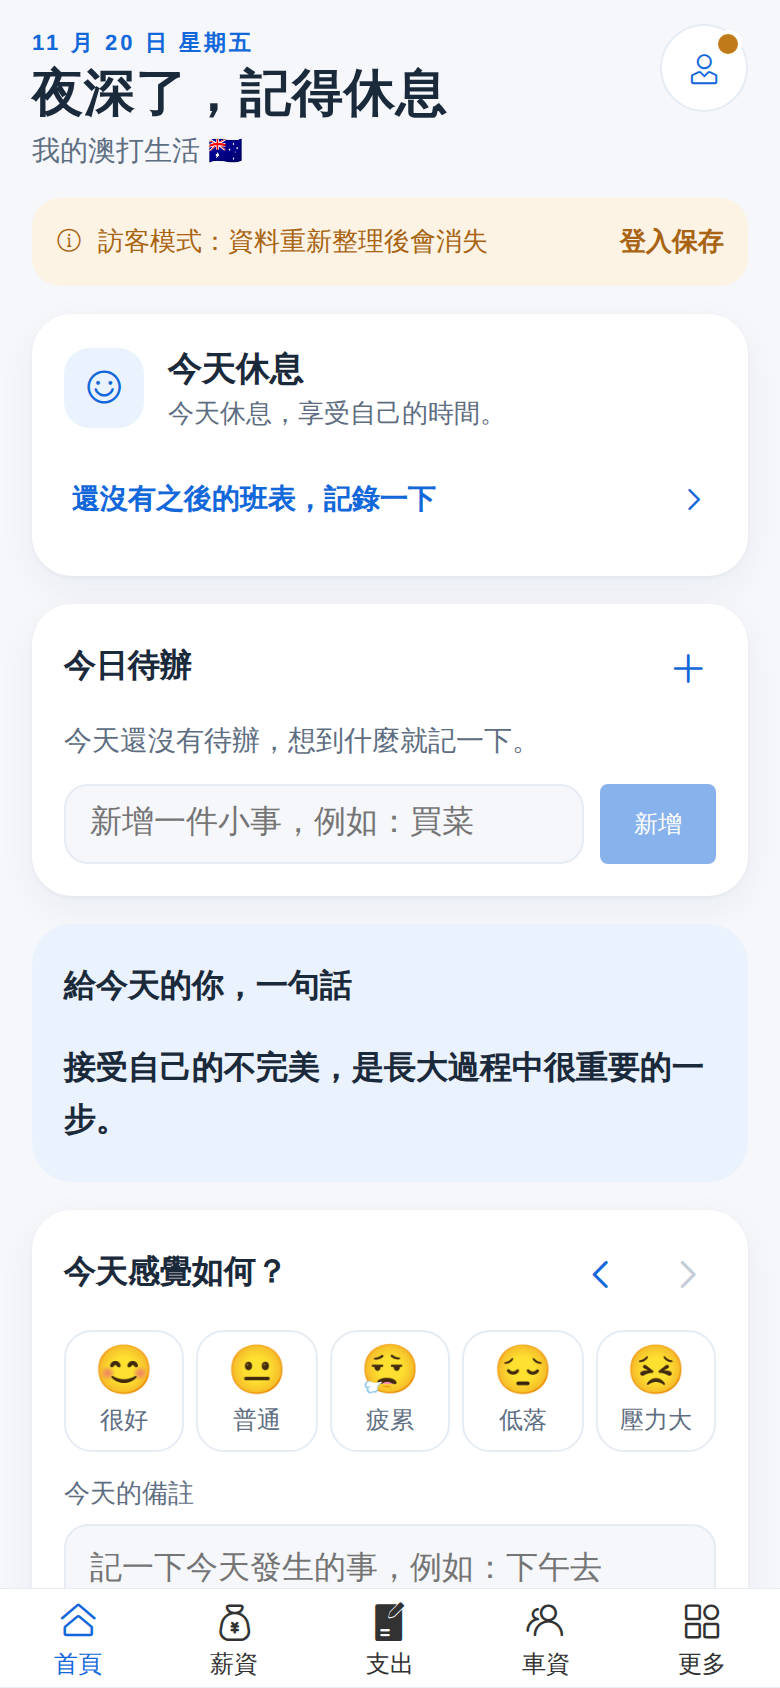 11 月 20 日 星期五
夜深了，記得休息
我的澳打生活 🇦🇺
訪客模式：資料重新整理後會消失
登入保存
今天休息
今天休息，享受自己的時間。
還沒有之後的班表，記錄一下
今日待辦
今天還沒有待辦，想到什麼就記一下。
新增一件小事，例如：買菜
新增
給今天的你，一句話
接受自己的不完美，是長大過程中很重要的一
步。
今天感覺如何？
很好 普通 疲累 低落 壓力大
今天的備註
記一下今天發生的事，例如：下午去
首頁 薪資 支出 車資 更多